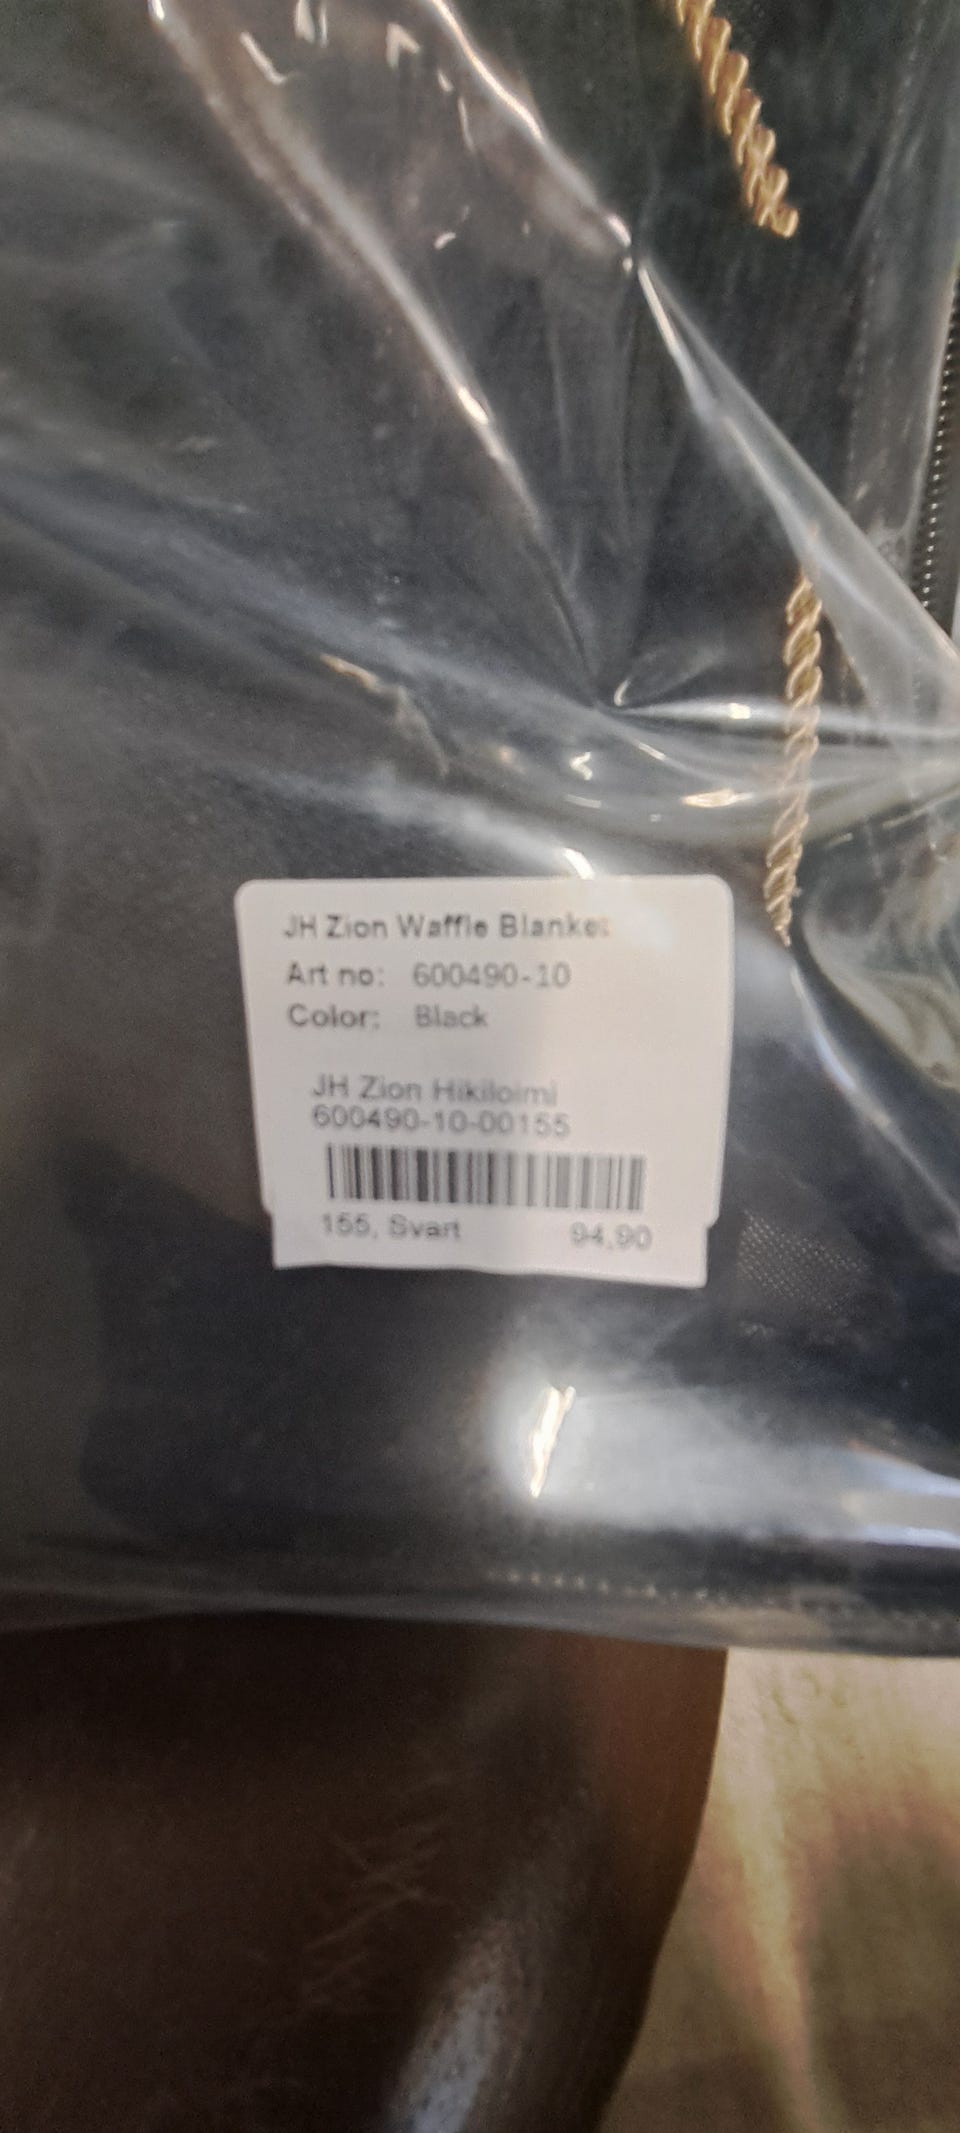 JH Zion Waffle Blanket
Art no: 600490-10
Color: Black
JH Zion Hikiloimi
600490-10-00155
155, Svart 94.90